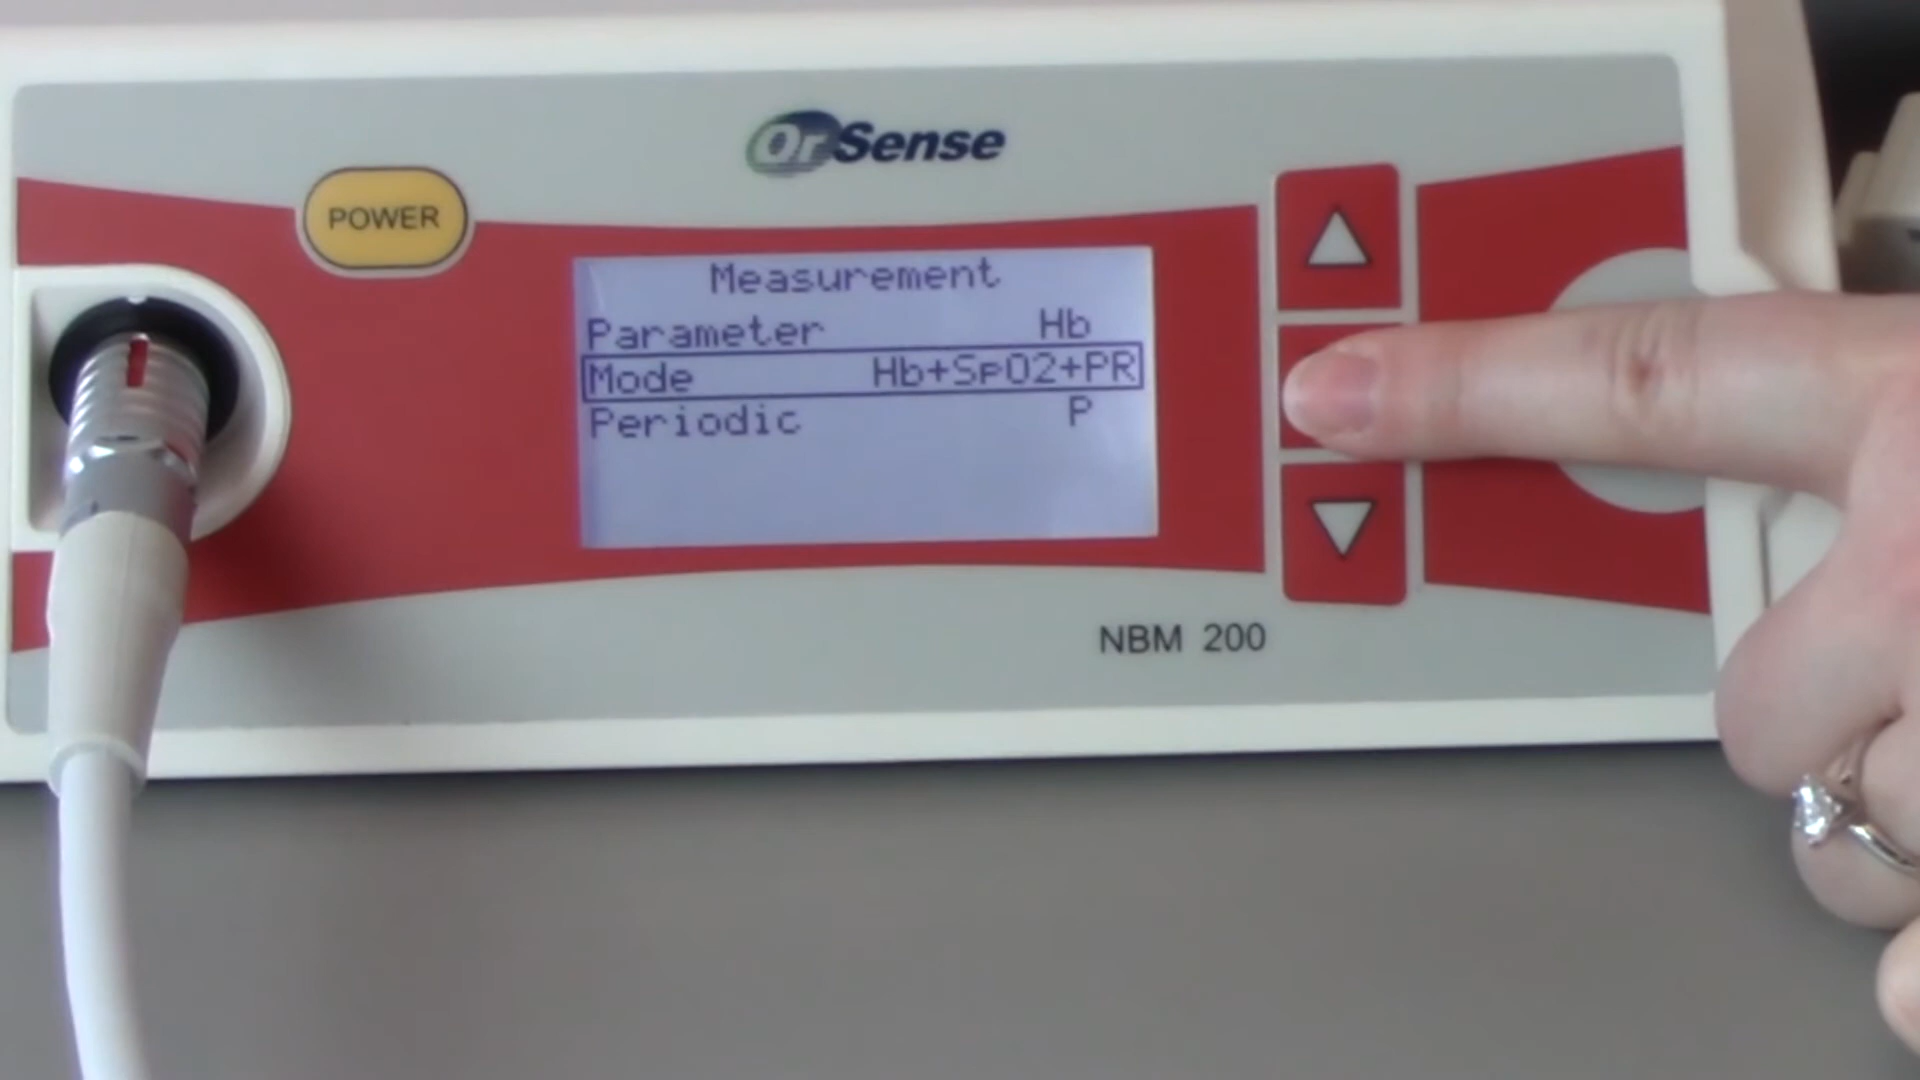 OrSense
POWER
Measurement
Parameter Hb
Mode Hb+SpO2+PR
Periodic P
NBM 200